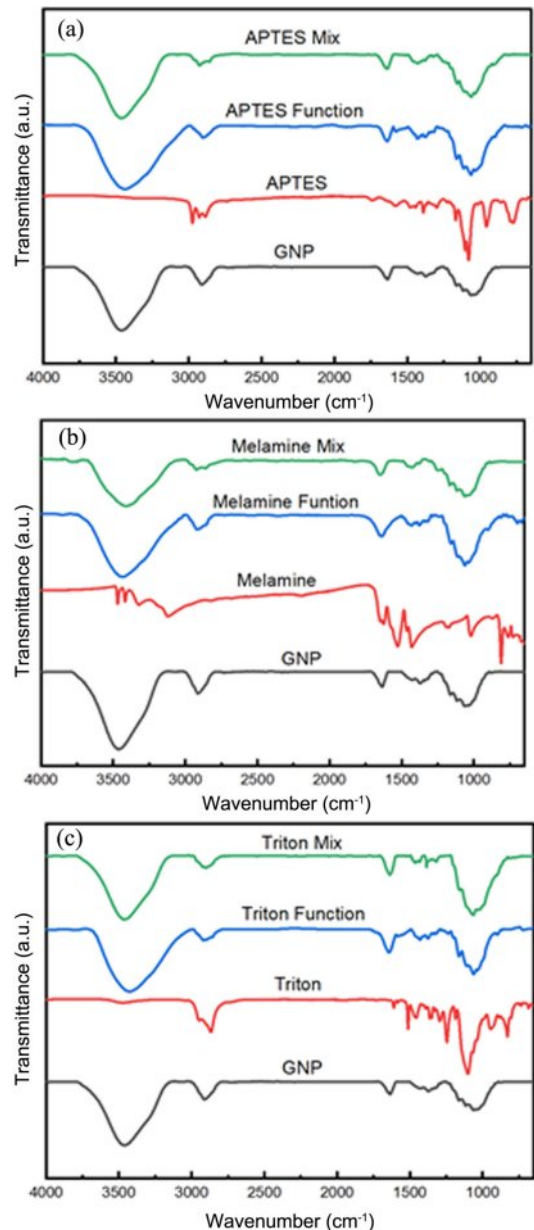 (a)
APTES Mix
APTES Function
APTES
GNP
Transmittance (a.u.)
4000 3500 3000 2500 2000 1500 1000
Wavenumber (cm⁻¹)
(b)
Melamine Mix
Melamine Funtion
Melamine
GNP
Transmittance (a.u.)
4000 3500 3000 2500 2000 1500 1000
Wavenumber (cm⁻¹)
(c)
Triton Mix
Triton Function
Triton
GNP
Transmittance (a.u.)
4000 3500 3000 2500 2000 1500 1000
Wavenumber (cm⁻¹)